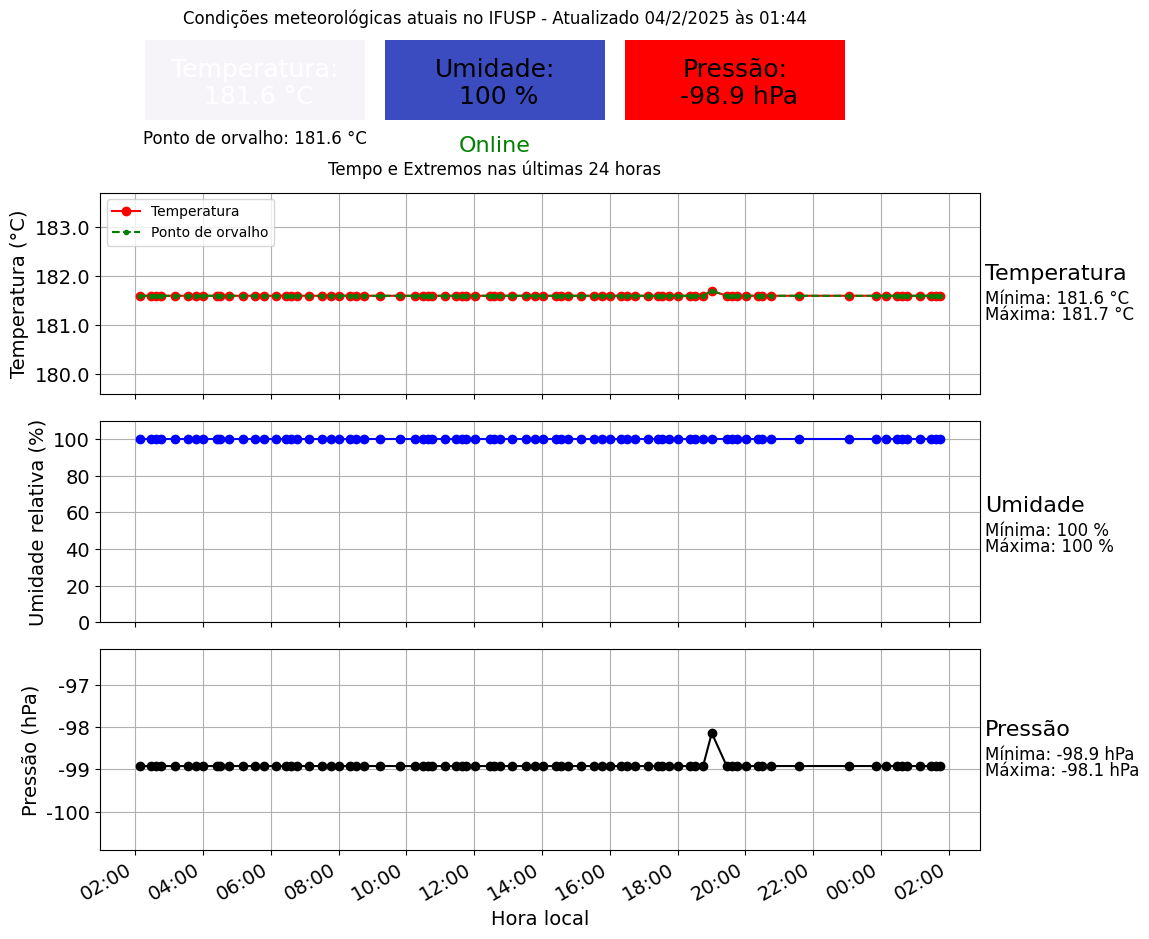 Condições meteorológicas atuais no IFUSP - Atualizado 04/2/2025 às 01:44
Temperatura:
181.6 °C
Umidade:
100 %
Pressão:
-98.9 hPa
Ponto de orvalho: 181.6 °C
Online
Tempo e Extremos nas últimas 24 horas
Temperatura (°C)
183.0
182.0
181.0
180.0
Temperatura
Ponto de orvalho
Temperatura
Mínima: 181.6 °C
Máxima: 181.7 °C
Umidade relativa (%)
100
80
60
40
20
0
Umidade
Mínima: 100 %
Máxima: 100 %
Pressão (hPa)
-97
-98
-99
-100
Pressão
Mínima: -98.9 hPa
Máxima: -98.1 hPa
02:00 04:00 06:00 08:00 10:00 12:00 14:00 16:00 18:00 20:00 22:00 00:00 02:00
Hora local